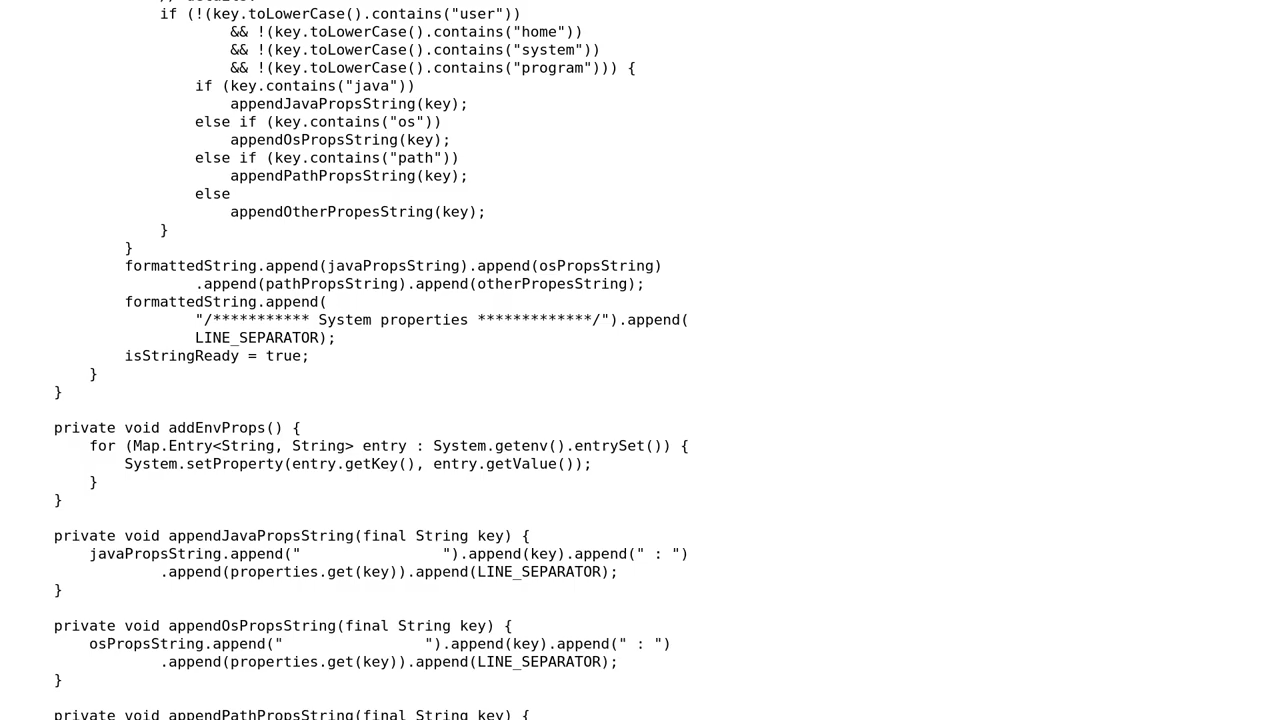 if (!(key.toLowerCase().contains("user"))
&& !(key.toLowerCase().contains("home"))
&& !(key.toLowerCase().contains("system"))
&& !(key.toLowerCase().contains("program"))) {
if (key.contains("java"))
appendJavaPropsString(key);
else if (key.contains("os"))
appendOsPropsString(key);
else if (key.contains("path"))
appendPathPropsString(key);
else
appendOtherPropesString(key);
}
}
formattedString.append(javaPropsString).append(osPropsString)
.append(pathPropsString).append(otherPropesString);
formattedString.append(
"/*********** System properties *************/").append(
LINE_SEPARATOR);
isStringReady = true;
}
}
private void addEnvProps() {
for (Map.Entry<String, String> entry : System.getenv().entrySet()) {
System.setProperty(entry.getKey(), entry.getValue());
}
}
private void appendJavaPropsString(final String key) {
javaPropsString.append("                ").append(key).append(" : ")
.append(properties.get(key)).append(LINE_SEPARATOR);
}
private void appendOsPropsString(final String key) {
osPropsString.append("                ").append(key).append(" : ")
.append(properties.get(key)).append(LINE_SEPARATOR);
}
private void appendPathPropsString(final String key) {